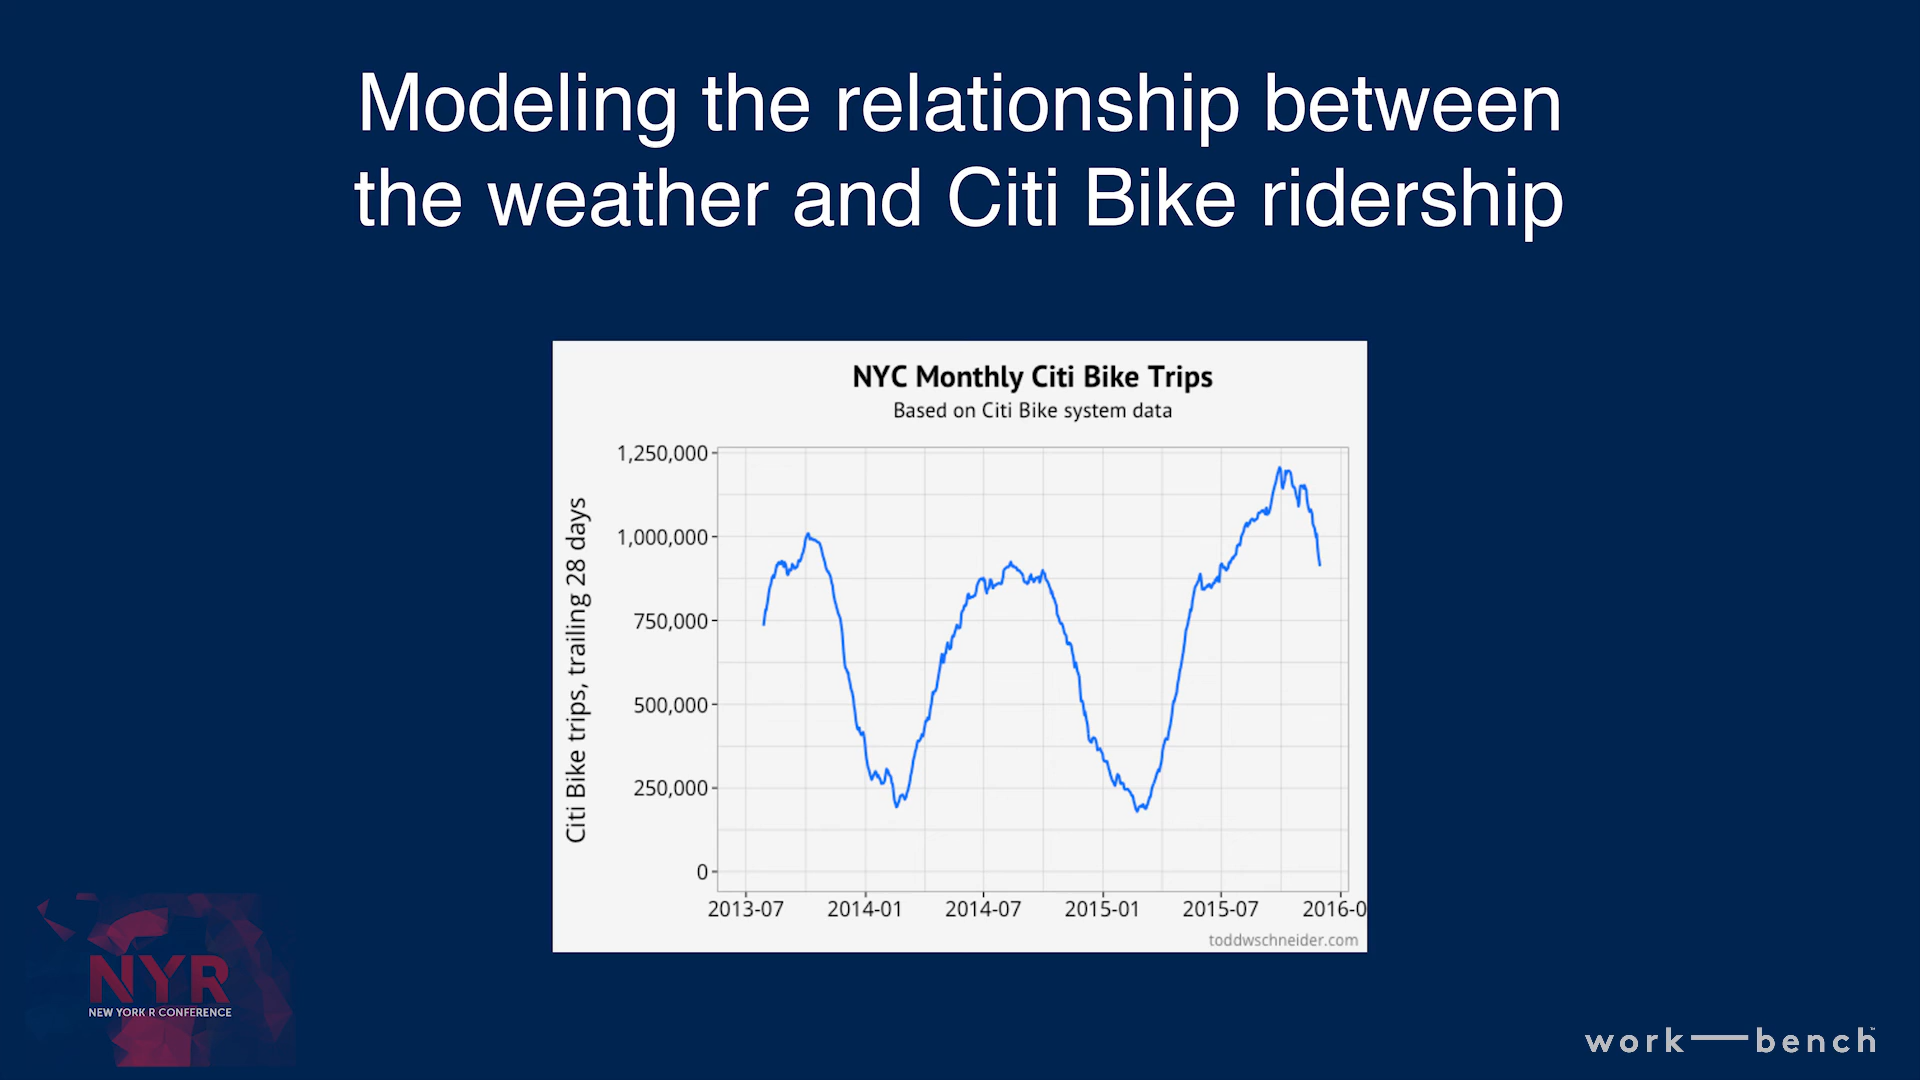 Modeling the relationship between
the weather and Citi Bike ridership
NYC Monthly Citi Bike Trips
Based on Citi Bike system data
Citi Bike trips, trailing 28 days
1,250,000
1,000,000
750,000
500,000
250,000
0
2013-07 2014-01 2014-07 2015-01 2015-07 2016-0
toddwschneider.com
NYR
NEW YORK R CONFERENCE
work—bench™